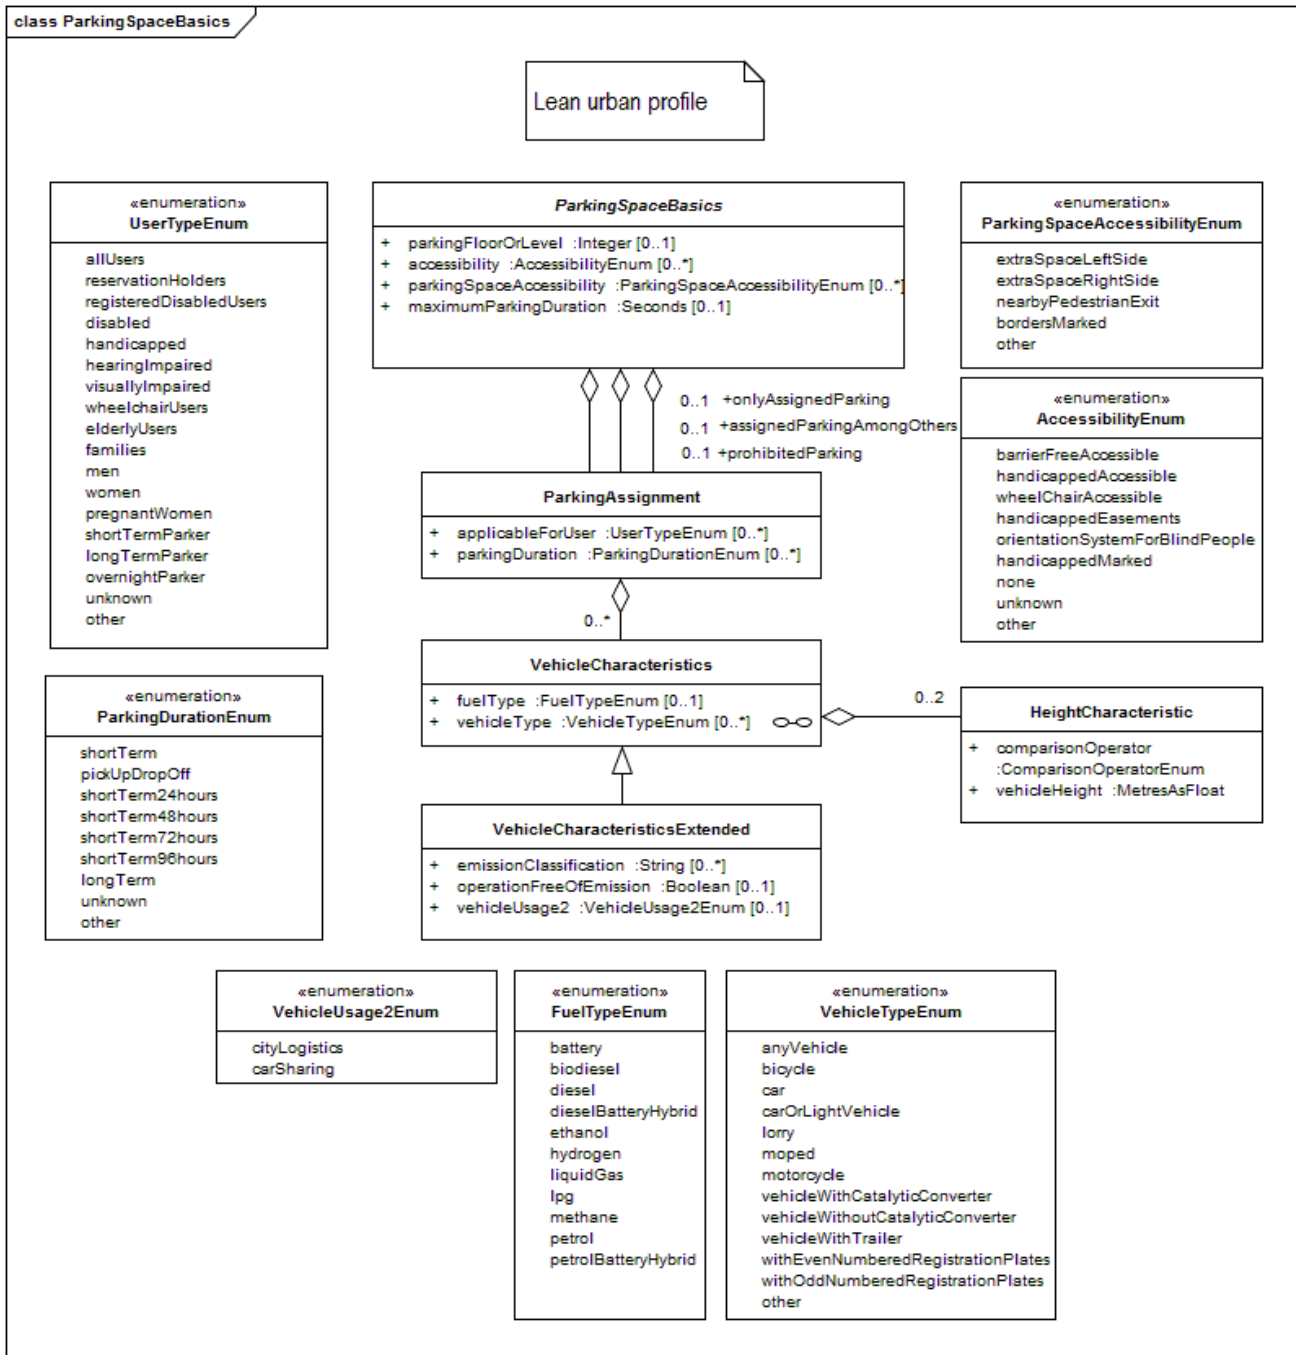 class ParkingSpaceBasics
Lean urban profile
«enumeration»
UserTypeEnum
allUsers
reservationHolders
registeredDisabledUsers
disabled
handicapped
hearingImpaired
visuallyImpaired
wheelchairUsers
elderlyUsers
families
men
women
pregnantWomen
shortTermParker
longTermParker
overnightParker
unknown
other
ParkingSpaceBasics
+ parkingFloorOrLevel :Integer [0..1]
+ accessibility :AccessibilityEnum [0..*]
+ parkingSpaceAccessibility :ParkingSpaceAccessibilityEnum [0..*]
+ maximumParkingDuration :Seconds [0..1]
«enumeration»
ParkingSpaceAccessibilityEnum
extraSpaceLeftSide
extraSpaceRightSide
nearbyPedestrianExit
bordersMarked
other
0..1 +onlyAssignedParking
0..1 +assignedParkingAmongOthers
0..1 +prohibitedParking
«enumeration»
AccessibilityEnum
barrierFreeAccessible
handicappedAccessible
wheelChairAccessible
handicappedEasements
orientationSystemForBlindPeople
handicappedMarked
none
unknown
other
ParkingAssignment
+ applicableForUser :UserTypeEnum [0..*]
+ parkingDuration :ParkingDurationEnum [0..*]
0..*
VehicleCharacteristics
+ fuelType :FuelTypeEnum [0..1]
+ vehicleType :VehicleTypeEnum [0..*]
0..2
HeightCharacteristic
+ comparisonOperator
:ComparisonOperatorEnum
+ vehicleHeight :MetresAsFloat
«enumeration»
ParkingDurationEnum
shortTerm
pickUpDropOff
shortTerm24hours
shortTerm48hours
shortTerm72hours
shortTerm96hours
longTerm
unknown
other
VehicleCharacteristicsExtended
+ emissionClassification :String [0..*]
+ operationFreeOfEmission :Boolean [0..1]
+ vehicleUsage2 :VehicleUsage2Enum [0..1]
«enumeration»
VehicleUsage2Enum
cityLogistics
carSharing
«enumeration»
FuelTypeEnum
battery
biodiesel
diesel
dieselBatteryHybrid
ethanol
hydrogen
liquidGas
lpg
methane
petrol
petrolBatteryHybrid
«enumeration»
VehicleTypeEnum
anyVehicle
bicycle
car
carOrLightVehicle
lorry
moped
motorcycle
vehicleWithCatalyticConverter
vehicleWithoutCatalyticConverter
vehicleWithTrailer
withEvenNumberedRegistrationPlates
withOddNumberedRegistrationPlates
other